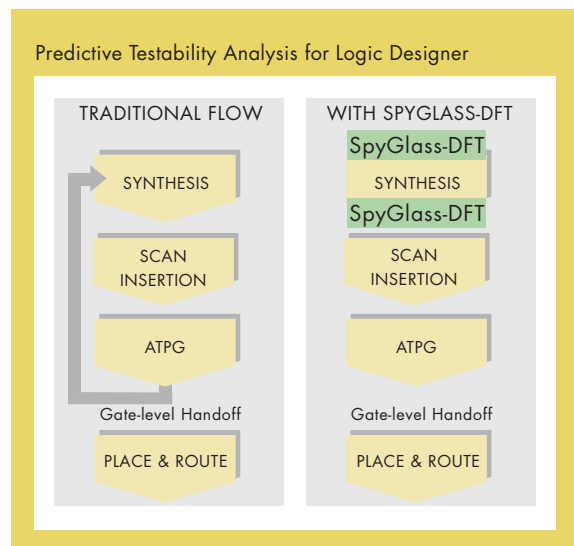 Predictive Testability Analysis for Logic Designer
TRADITIONAL FLOW
SYNTHESIS
SCAN
INSERTION
ATPG
Gate-level Handoff
PLACE & ROUTE
WITH SPYGLASS-DFT
SpyGlass-DFT
SYNTHESIS
SpyGlass-DFT
SCAN
INSERTION
ATPG
Gate-level Handoff
PLACE & ROUTE